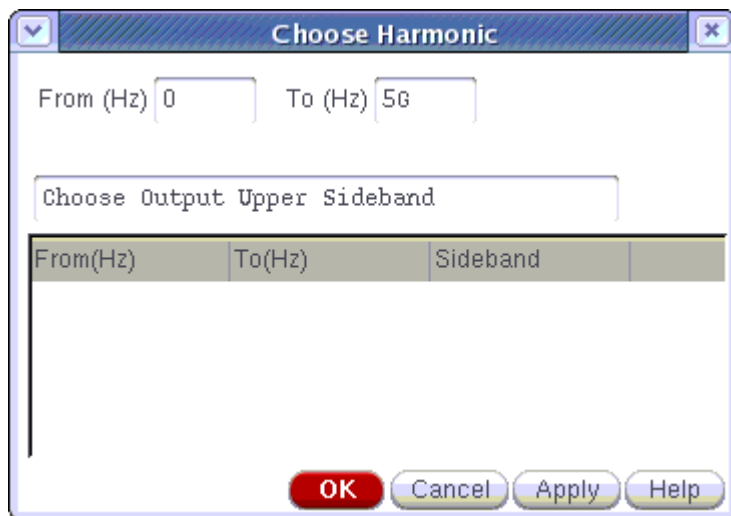 Choose Harmonic
From (Hz) 0 To (Hz) 5G
Choose Output Upper Sideband
From(Hz) To(Hz) Sideband
OK Cancel Apply Help